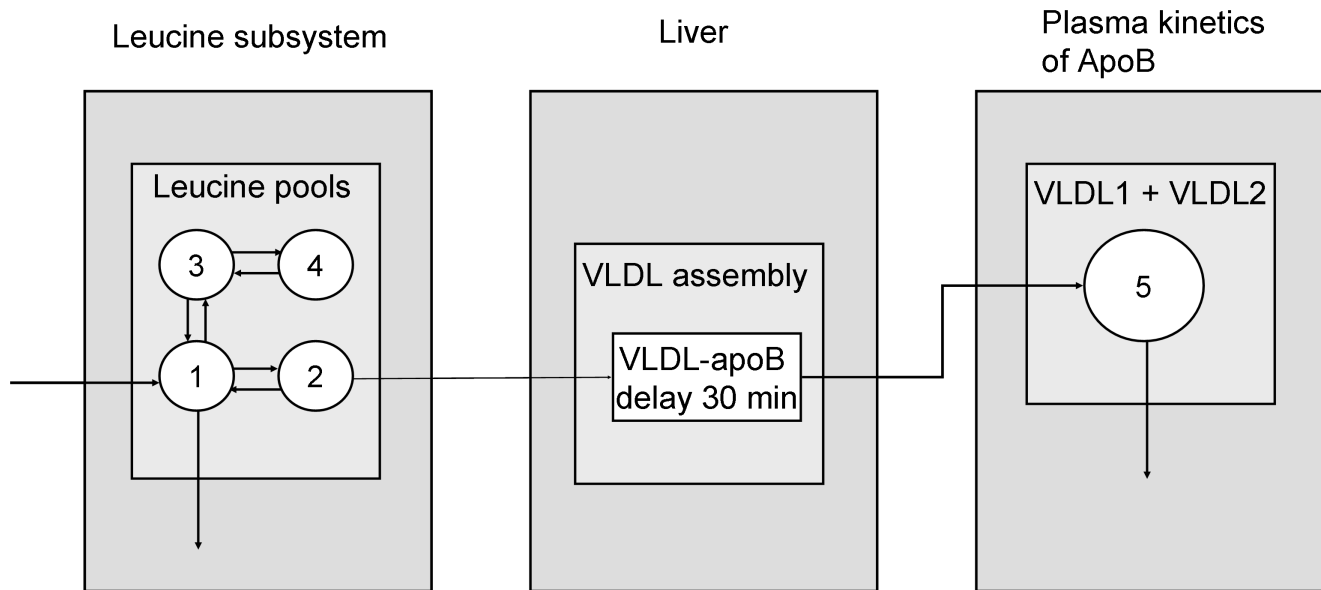 Leucine subsystem
Liver
Plasma kinetics
of ApoB
Leucine pools
3
4
1
2
VLDL assembly
VLDL-apoB
delay 30 min
VLDL1 + VLDL2
5